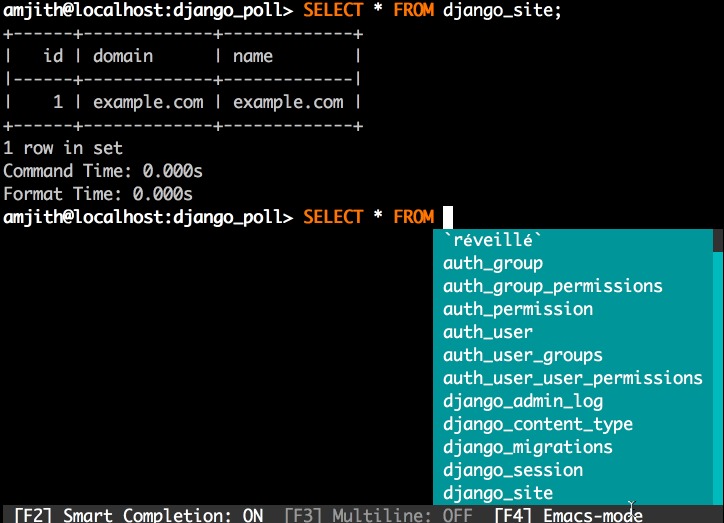 amjith@localhost:django_poll> SELECT * FROM django_site;
+------+-------------+-------------+
|   id | domain      | name        |
|------+-------------+-------------|
|    1 | example.com | example.com |
+------+-------------+-------------+
1 row in set
Command Time: 0.000s
Format Time: 0.000s
amjith@localhost:django_poll> SELECT * FROM
`réveillé`
auth_group
auth_group_permissions
auth_permission
auth_user
auth_user_groups
auth_user_user_permissions
django_admin_log
django_content_type
django_migrations
django_session
django_site
[F2] Smart Completion: ON  [F3] Multiline: OFF  [F4] Emacs-mode